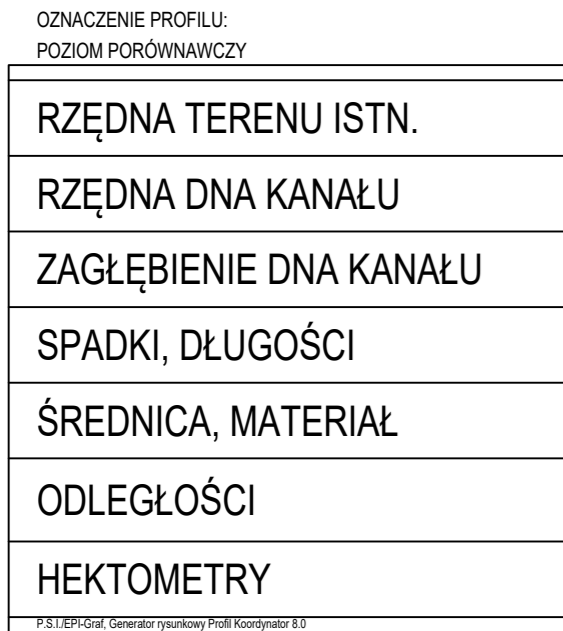 OZNACZENIE PROFILU:
POZIOM PORÓWNAWCZY
RZĘDNA TERENU ISTN.
RZĘDNA DNA KANAŁU
ZAGŁĘBIENIE DNA KANAŁU
SPADKI, DŁUGOŚCI
ŚREDNICA, MATERIAŁ
ODLEGŁOŚCI
HEKTOMETRY
P.S.I./EPI-Graf, Generator rysunkowy Profil Koordynator 8.0